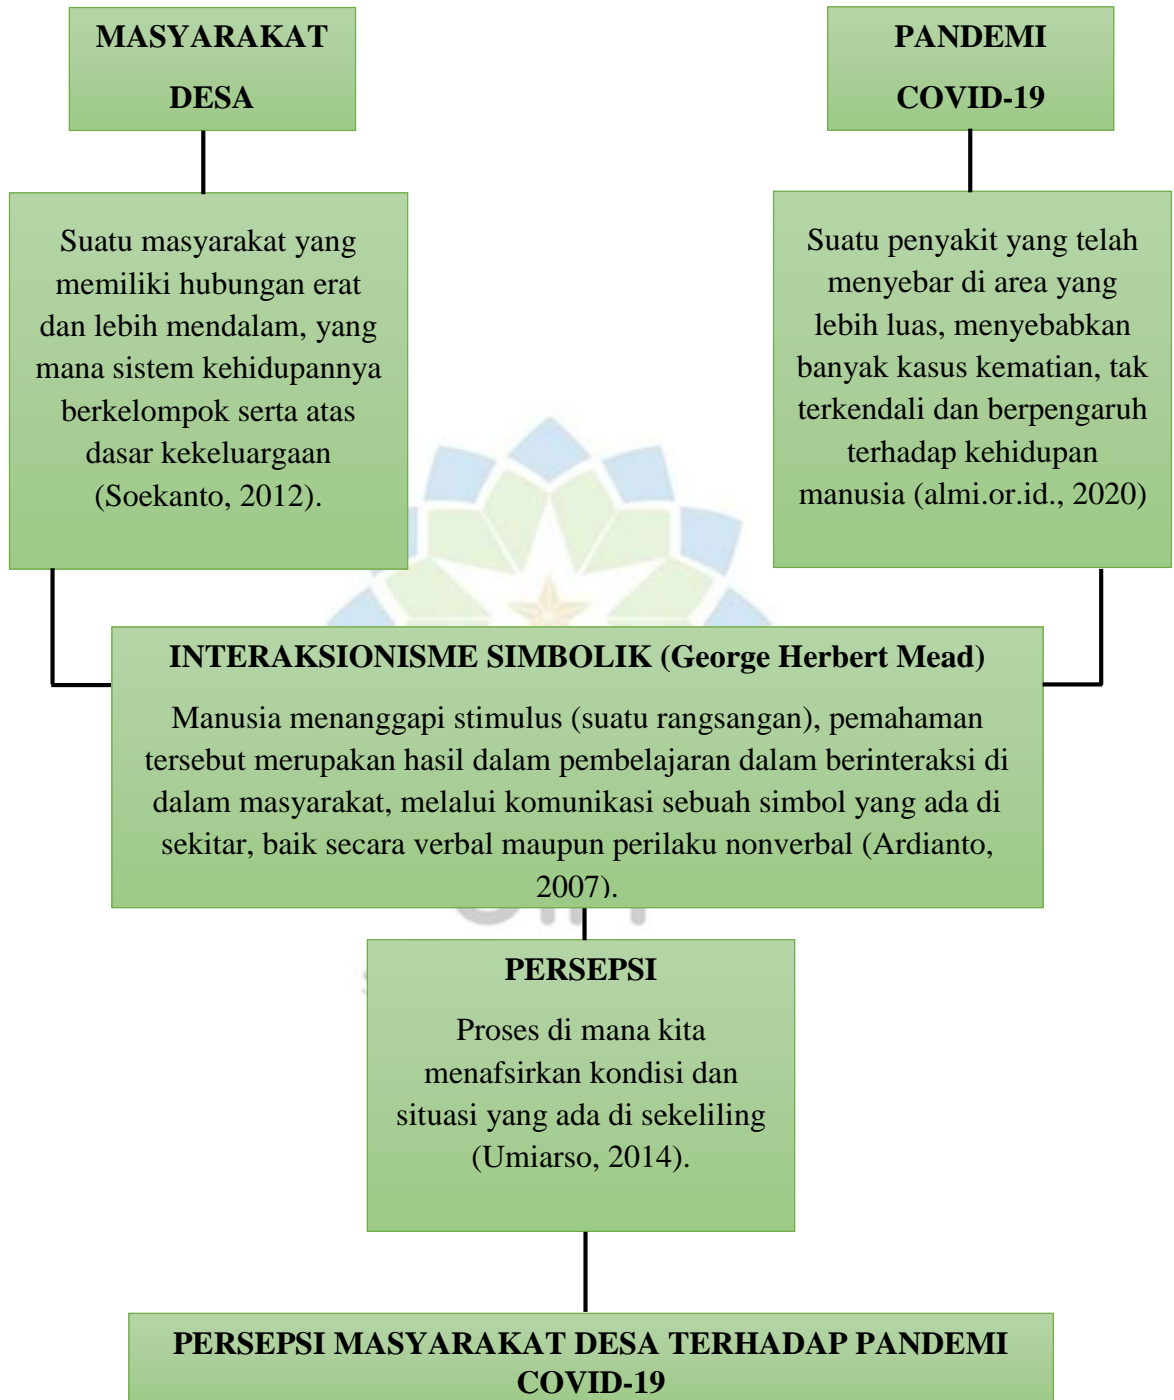 MASYARAKAT
DESA
PANDEMI
COVID-19
Suatu masyarakat yang
memiliki hubungan erat
dan lebih mendalam, yang
mana sistem kehidupannya
berkelompok serta atas
dasar kekeluargaan
(Soekanto, 2012).
Suatu penyakit yang telah
menyebar di area yang
lebih luas, menyebabkan
banyak kasus kematian, tak
terkendali dan berpengaruh
terhadap kehidupan
manusia (almi.or.id., 2020)
INTERAKSIONISME SIMBOLIK (George Herbert Mead)
Manusia menanggapi stimulus (suatu rangsangan), pemahaman
tersebut merupakan hasil dalam pembelajaran dalam berinteraksi di
dalam masyarakat, melalui komunikasi sebuah simbol yang ada di
sekitar, baik secara verbal maupun perilaku nonverbal (Ardianto,
2007).
PERSEPSI
Proses di mana kita
menafsirkan kondisi dan
situasi yang ada di sekeliling
(Umiarso, 2014).
PERSEPSI MASYARAKAT DESA TERHADAP PANDEMI
COVID-19